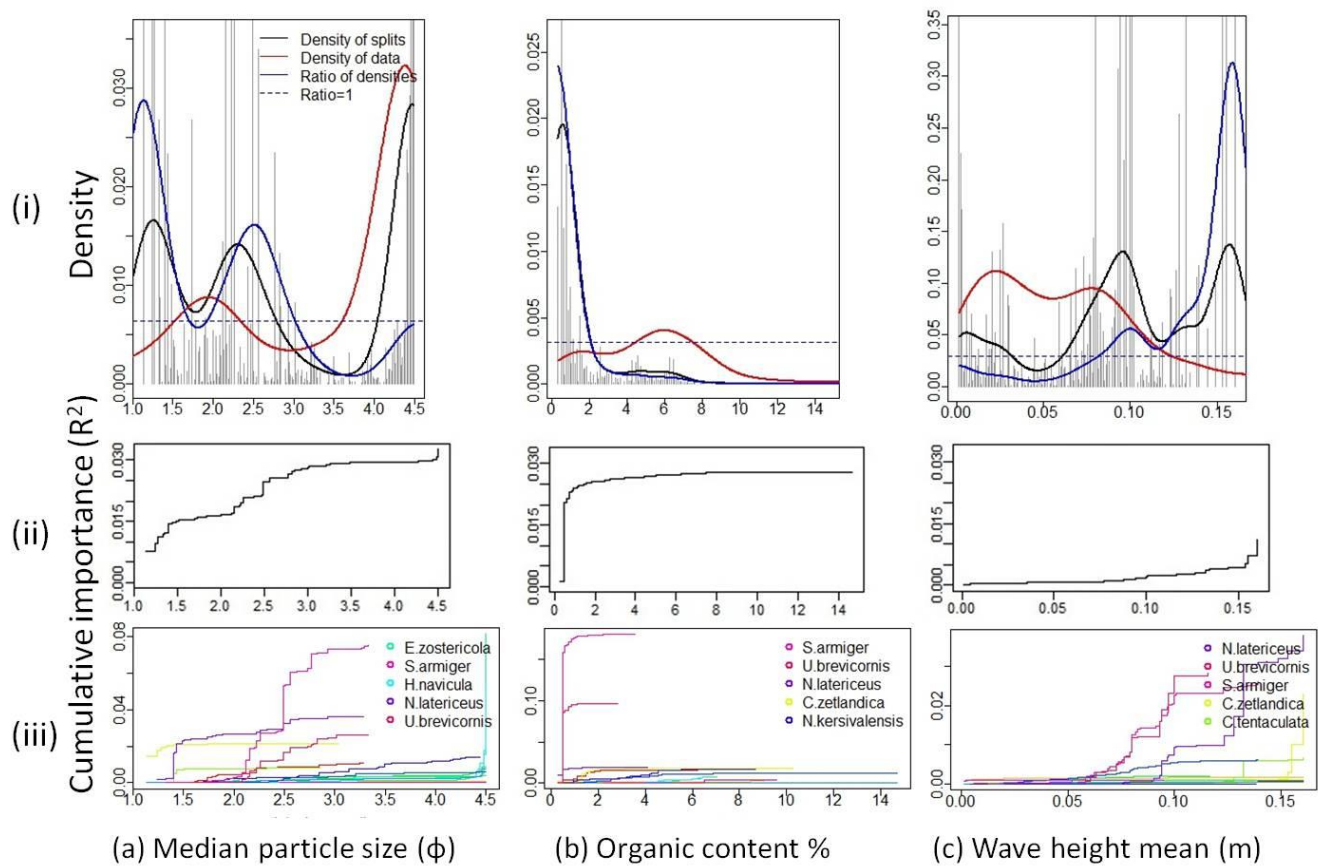 (i)
Density
0.030
0.020
0.010
0.000
Density of splits
Density of data
Ratio of densities
Ratio=1
1.0 1.5 2.0 2.5 3.0 3.5 4.0 4.5
0.025
0.020
0.015
0.010
0.005
0.000
0 2 4 6 8 10 12 14
0.35
0.30
0.25
0.20
0.15
0.10
0.05
0.00
0.00 0.05 0.10 0.15
(ii)
Cumulative importance (R²)
0.030
0.015
0.000
1.0 1.5 2.0 2.5 3.0 3.5 4.0 4.5
0.030
0.015
0.000
0 2 4 6 8 10 12 14
0.030
0.015
0.000
0.00 0.05 0.10 0.15
(iii)
0.08
0.04
0.00
E.zostericola
S.armiger
H.navicula
N.latericeus
U.brevicornis
1.0 1.5 2.0 2.5 3.0 3.5 4.0 4.5
0.10
0.00
S.armiger
U.brevicornis
N.latericeus
C.zetlandica
N.kersivalensis
0 2 4 6 8 10 12 14
0.02
0.00
N.latericeus
U.brevicornis
S.armiger
C.zetlandica
C.tentaculata
0.00 0.05 0.10 0.15
(a) Median particle size (ϕ)
(b) Organic content %
(c) Wave height mean (m)